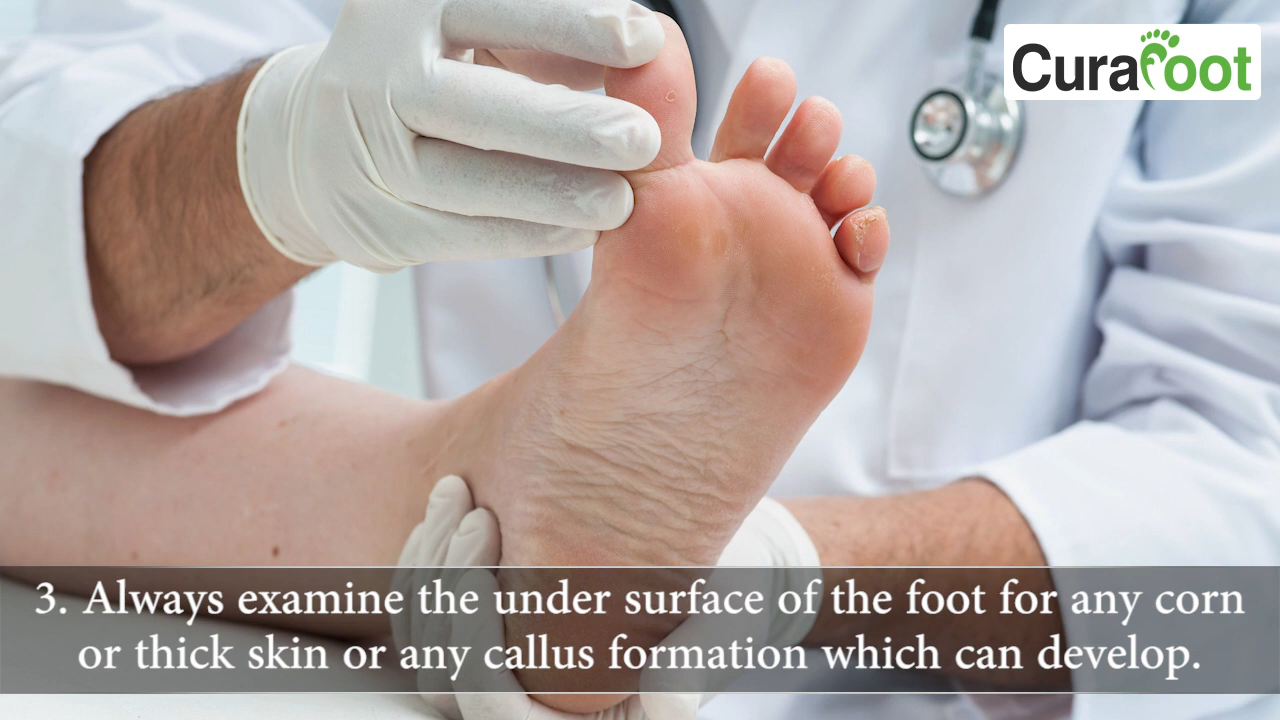 Curafoot
3. Always examine the under surface of the foot for any corn
or thick skin or any callus formation which can develop.